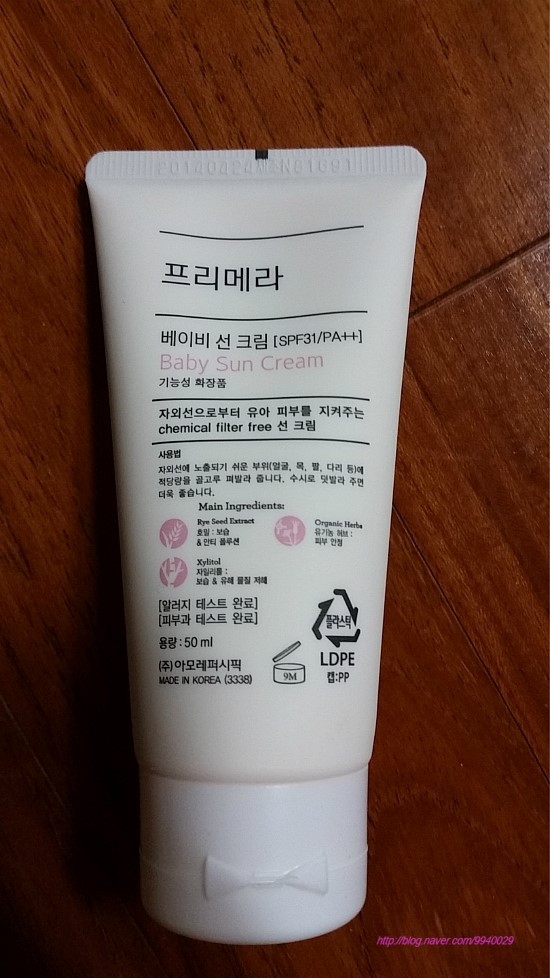 프리메라
베이비 선 크림 [SPF31/PA++]
Baby Sun Cream
기능성 화장품
자외선으로부터 유아 피부를 지켜주는
chemical filter free 선 크림
사용법
자외선에 노출되기 쉬운 부위(얼굴, 목, 팔, 다리 등)에
적당량을 골고루 펴발라 줍니다. 수시로 덧발라 주면
더욱 좋습니다.
Main Ingredients:
Rye Seed Extract
호밀 : 보습
& 안티 폴루션
Organic Herbs
유기농 허브 :
피부 안정
Xylitol
자일리톨 :
보습 & 유해 물질 저해
[알러지 테스트 완료]
[피부과 테스트 완료]
용량 : 50 ml
(주)아모레퍼시픽
MADE IN KOREA (3338)
9M
플라스틱
LDPE
캡:PP
http://blog.naver.com/9940029